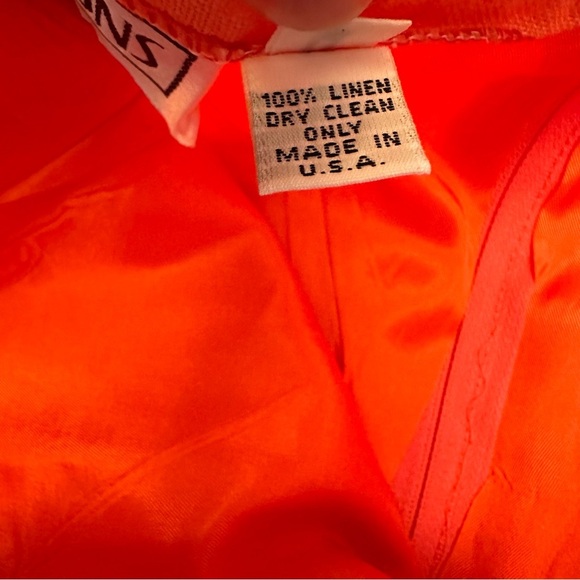 100% LINEN
DRY CLEAN
ONLY
MADE IN
U.S.A.